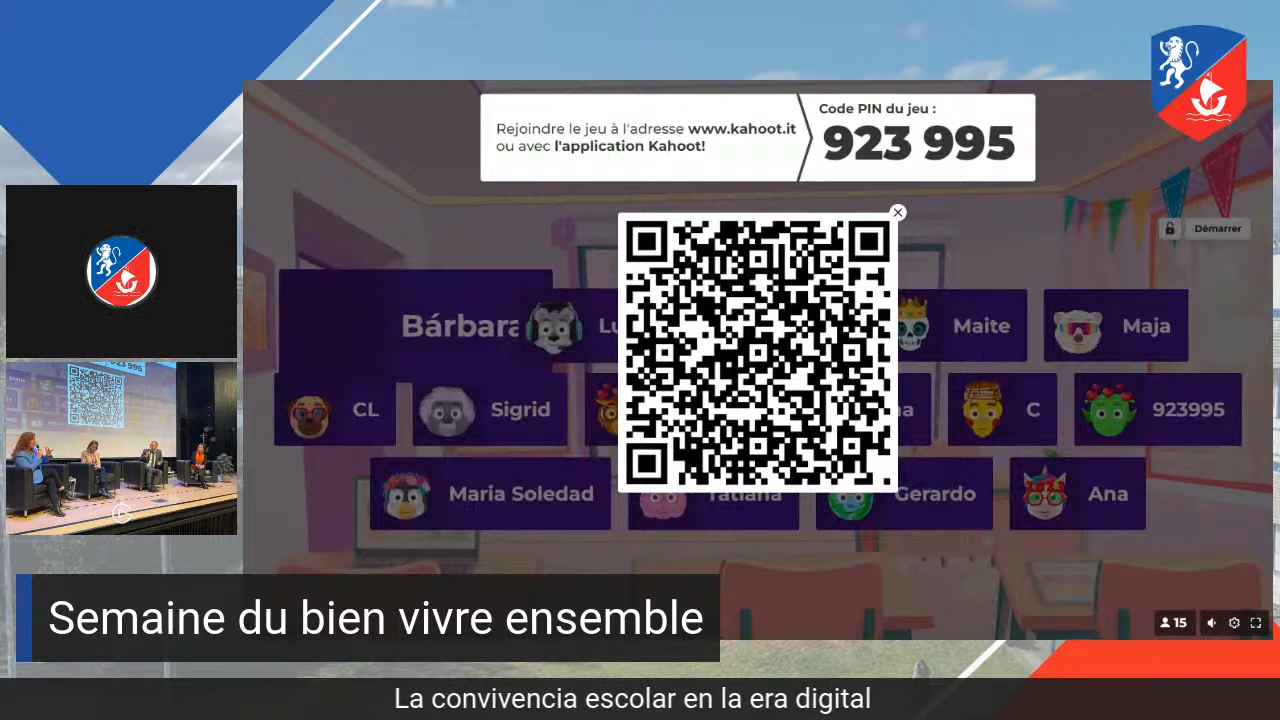 Rejoindre le jeu à l'adresse www.kahoot.it
ou avec l'application Kahoot!
Code PIN du jeu :
923 995
Démarrer
Bárbara
Maite
Maja
CL
Sigrid
C
923995
Maria Soledad
Tatiana
Gerardo
Ana
15
Semaine du bien vivre ensemble
La convivencia escolar en la era digital